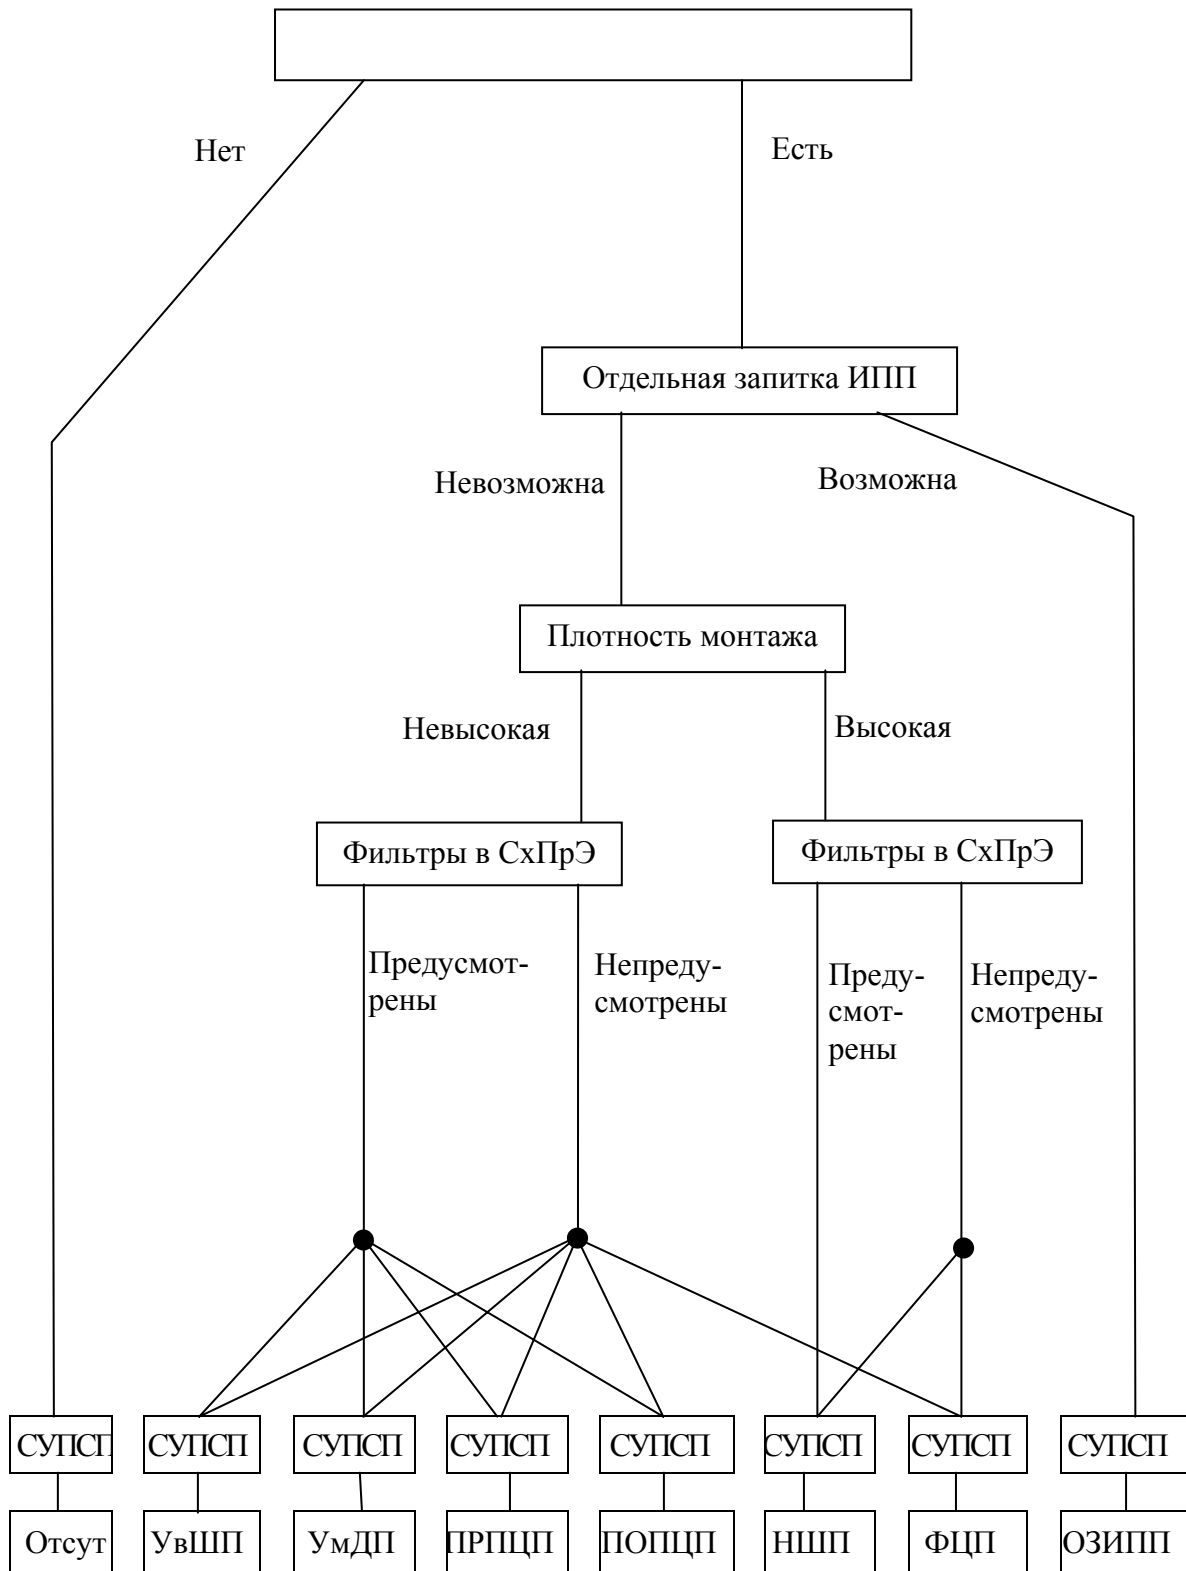 Нет
Есть
Отдельная запитка ИПП
Невозможна
Возможна
Плотность монтажа
Невысокая
Высокая
Фильтры в СхПрЭ
Фильтры в СхПрЭ
Предусмот-
рены
Непреду-
смотрены
Преду-
смот-
рены
Непреду-
смотрены
СУПСП
СУПСП
СУПСП
СУПСП
СУПСП
СУПСП
СУПСП
СУПСП
Отсут
УвШП
УмДП
ПРПЦП
ПОПЦП
НШП
ФЦП
ОЗИПП